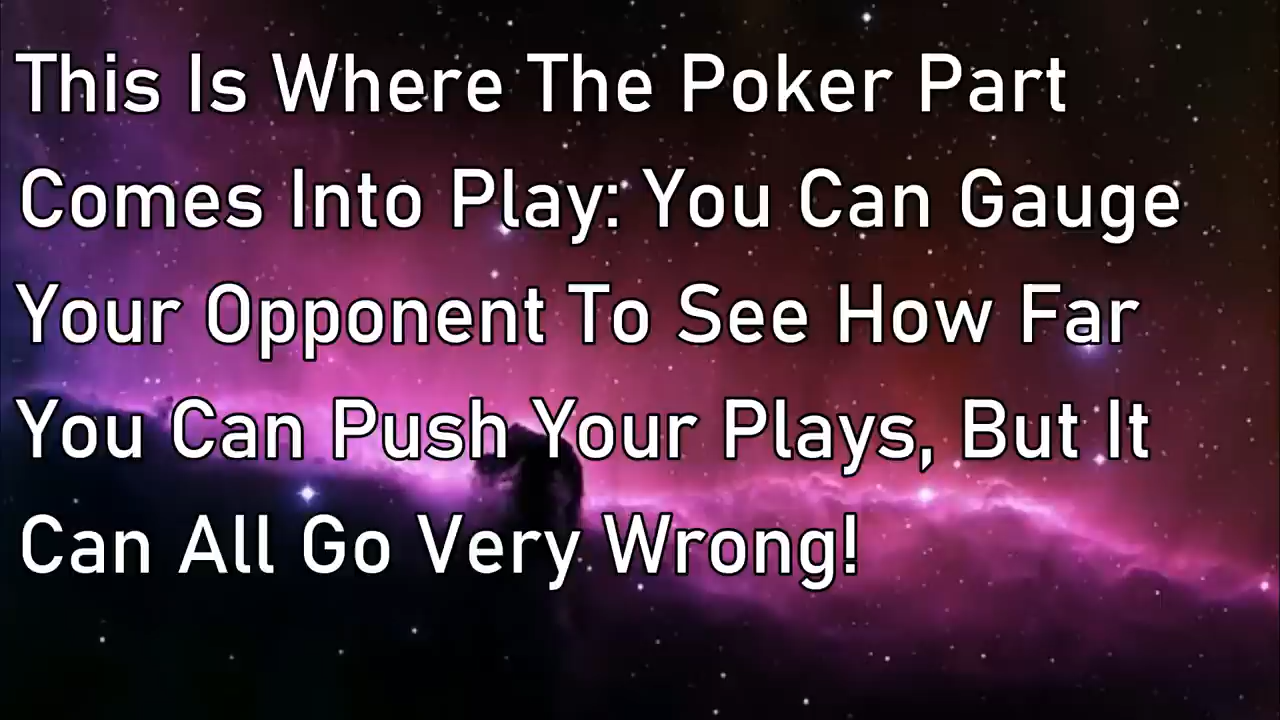 This Is Where The Poker Part
Comes Into Play: You Can Gauge
Your Opponent To See How Far
You Can Push Your Plays, But It
Can All Go Very Wrong!